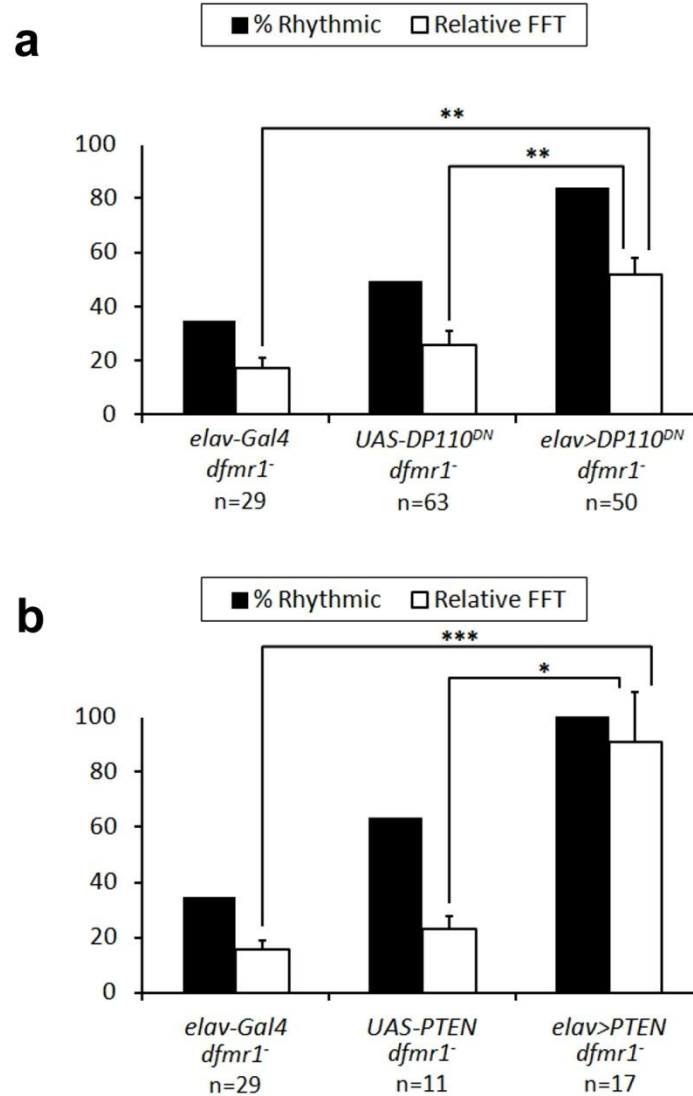 a
% Rhythmic Relative FFT
**
**
100
80
60
40
20
0
elav-Gal4 UAS-DP110ᴰᴺ elav>DP110ᴰᴺ
dfmr1⁻ dfmr1⁻ dfmr1⁻
n=29 n=63 n=50
b
% Rhythmic Relative FFT
***
*
100
80
60
40
20
0
elav-Gal4 UAS-PTEN elav>PTEN
dfmr1⁻ dfmr1⁻ dfmr1⁻
n=29 n=11 n=17